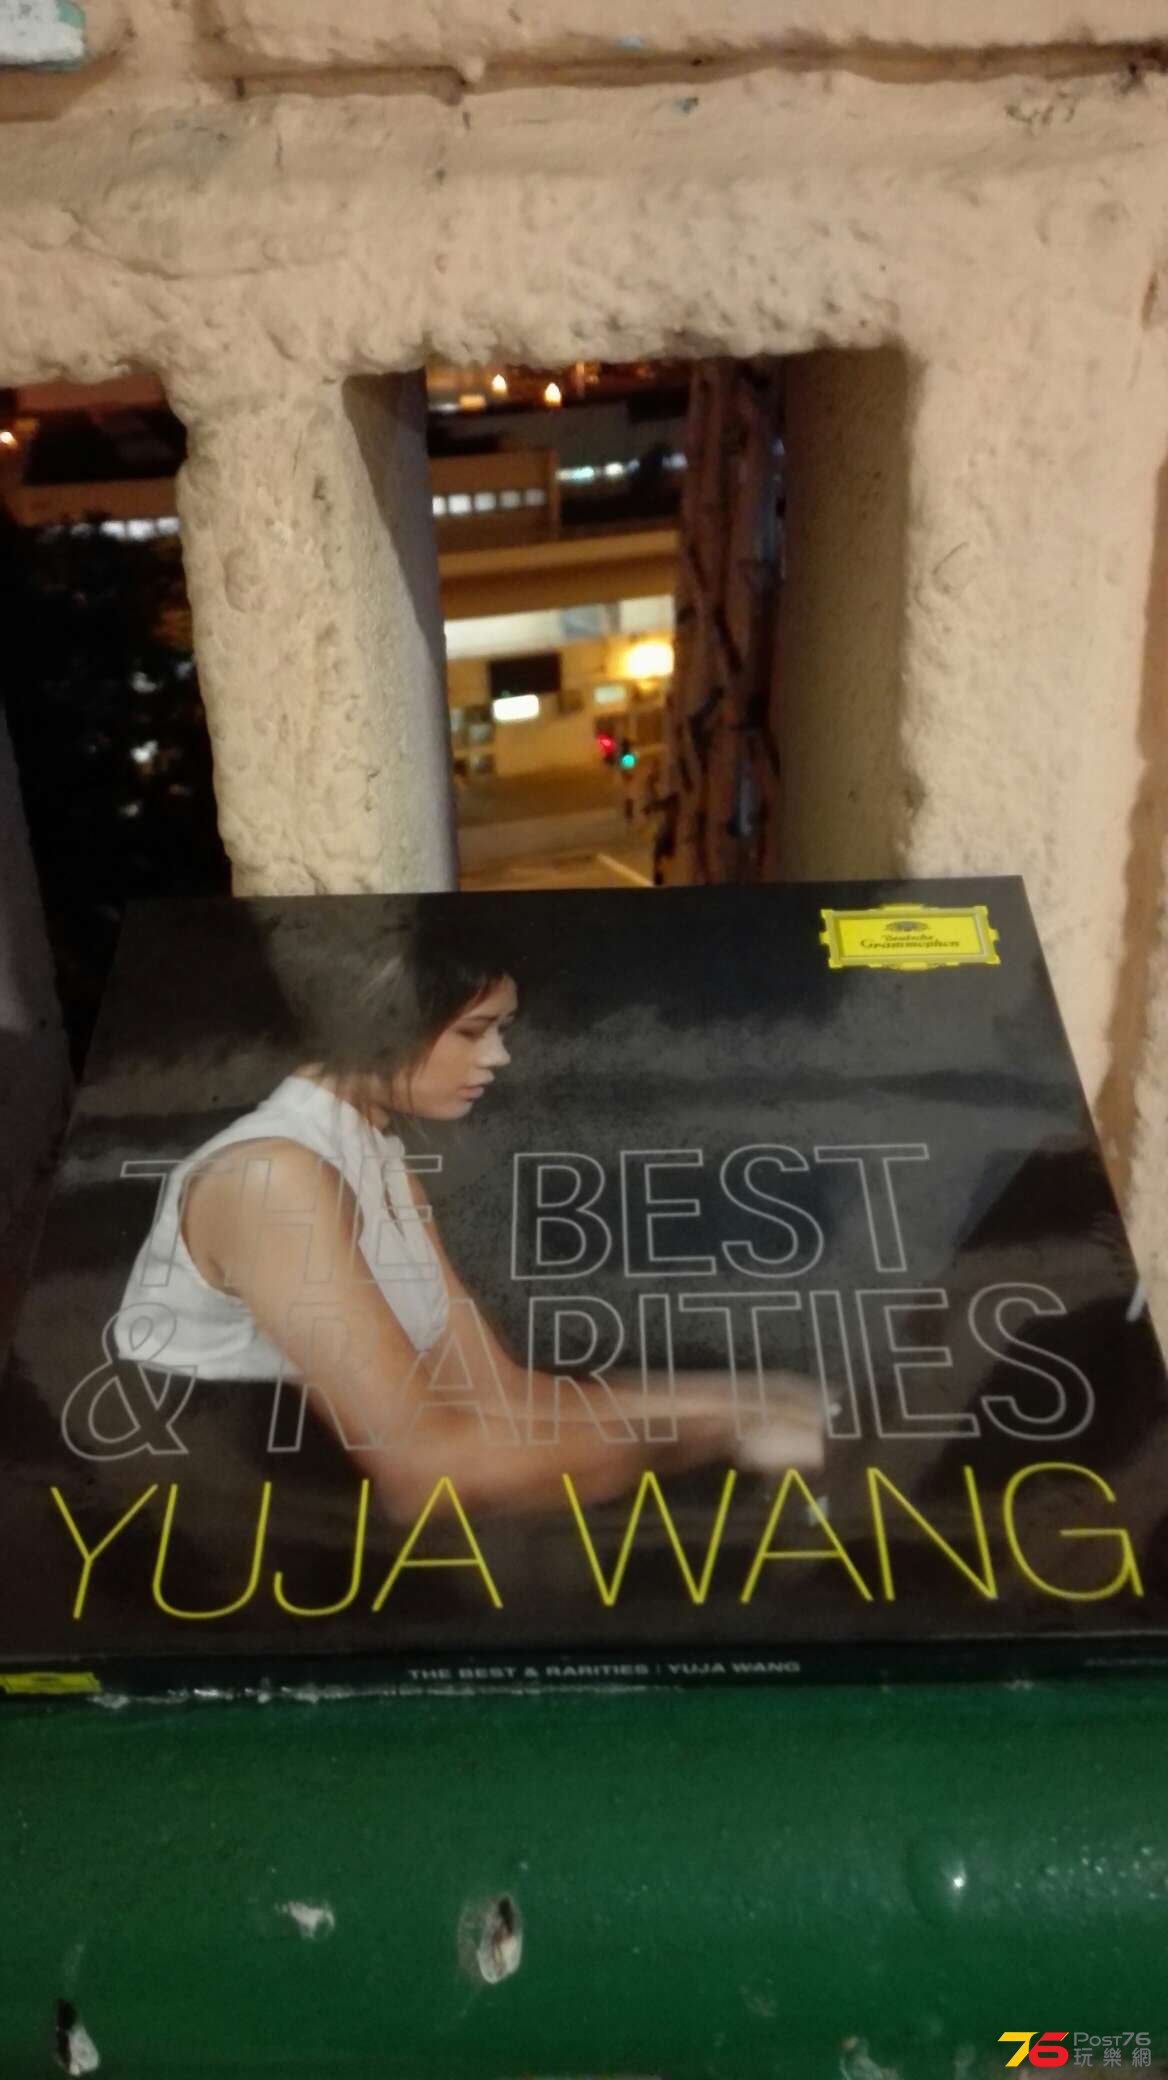 Deutsche
Grammophon
THE BEST
& RARITIES
YUJA WANG
THE BEST & RARITIES | YUJA WANG
76 POST76
玩樂網